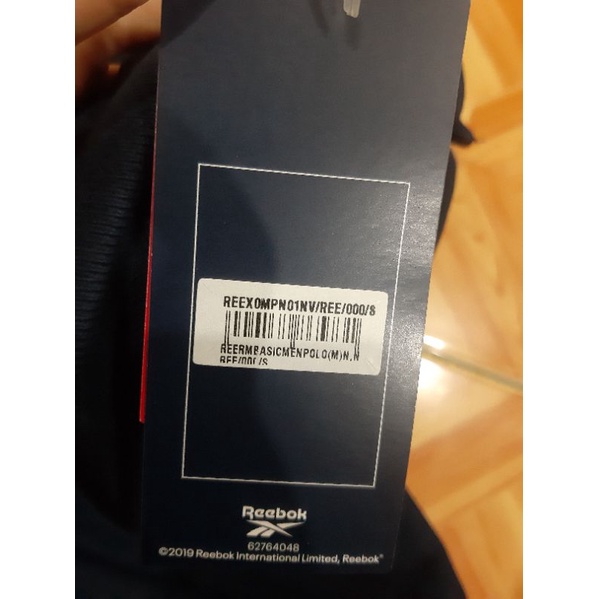 REEX0MPN01NV/REE/000/S
REERMBASICMENPOLO(M)N,N
REE/000/S
Reebok
62764048
©2019 Reebok International Limited, Reebok®